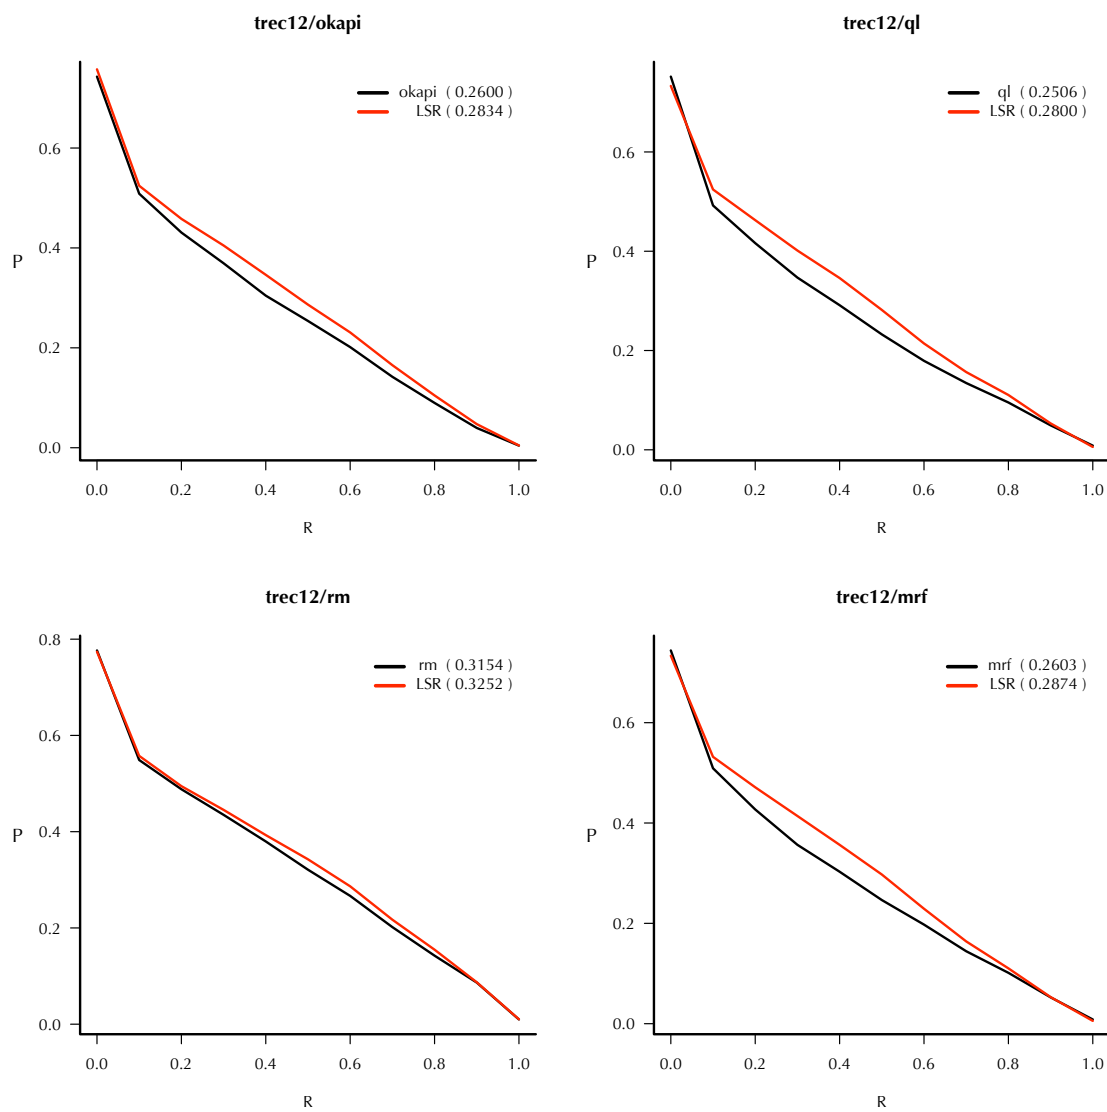 trec12/okapi
okapi ( 0.2600 )
LSR ( 0.2834 )
0.6
0.4
0.2
0.0
P
0.0 0.2 0.4 0.6 0.8 1.0
R
trec12/ql
ql ( 0.2506 )
LSR ( 0.2800 )
0.6
0.4
0.2
0.0
P
0.0 0.2 0.4 0.6 0.8 1.0
R
trec12/rm
rm ( 0.3154 )
LSR ( 0.3252 )
0.8
0.6
0.4
0.2
0.0
P
0.0 0.2 0.4 0.6 0.8 1.0
R
trec12/mrf
mrf ( 0.2603 )
LSR ( 0.2874 )
0.6
0.4
0.2
0.0
P
0.0 0.2 0.4 0.6 0.8 1.0
R